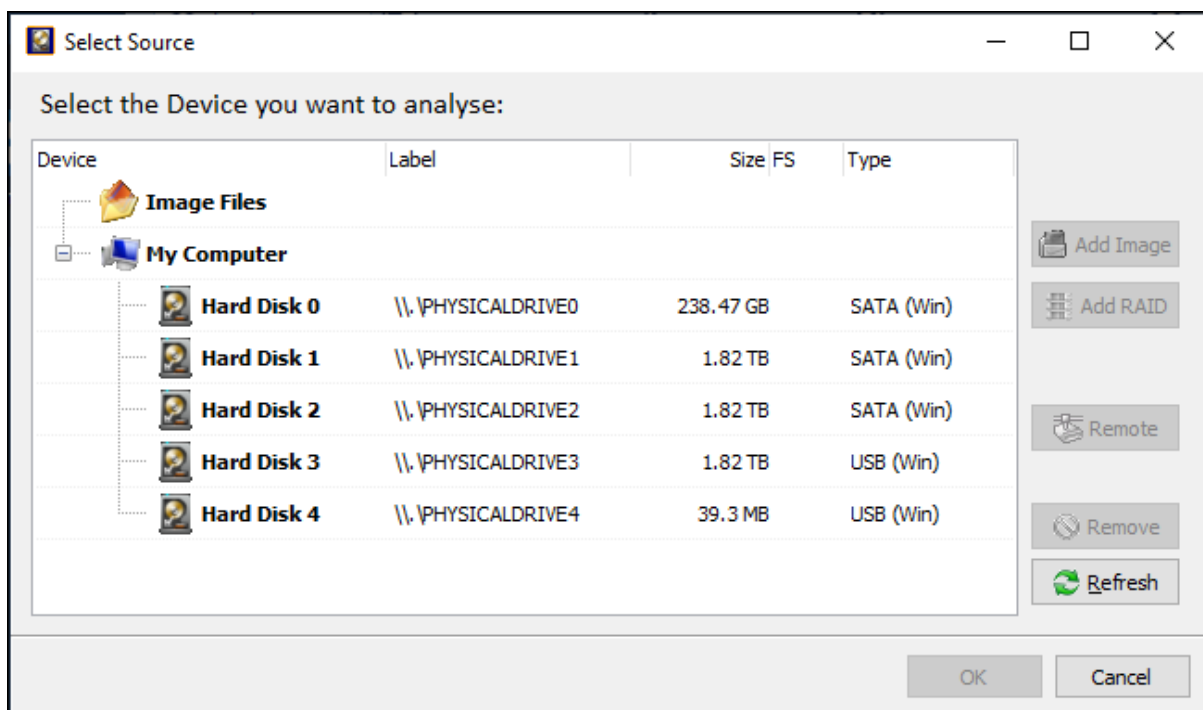 Select Source
Select the Device you want to analyse:
Device Label Size FS Type
Image Files
My Computer
Hard Disk 0 \\.\PHYSICALDRIVE0 238.47 GB SATA (Win)
Hard Disk 1 \\.\PHYSICALDRIVE1 1.82 TB SATA (Win)
Hard Disk 2 \\.\PHYSICALDRIVE2 1.82 TB SATA (Win)
Hard Disk 3 \\.\PHYSICALDRIVE3 1.82 TB USB (Win)
Hard Disk 4 \\.\PHYSICALDRIVE4 39.3 MB USB (Win)
Add Image
Add RAID
Remote
Remove
Refresh
OK Cancel